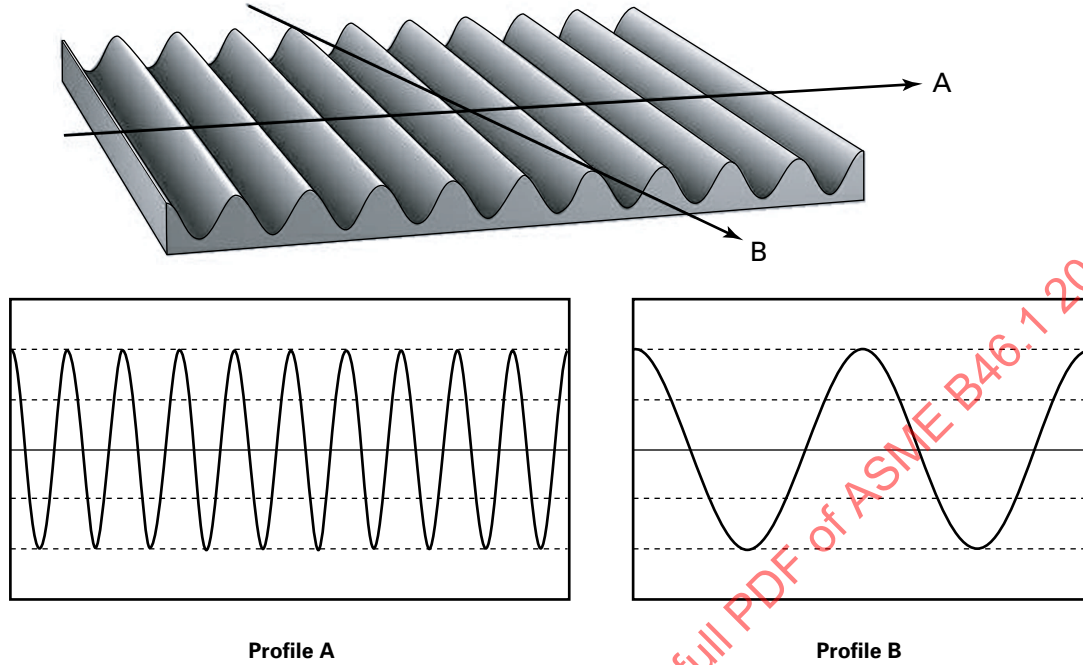 A
B
full PDF of ASME B46.1 20
Profile A
Profile B